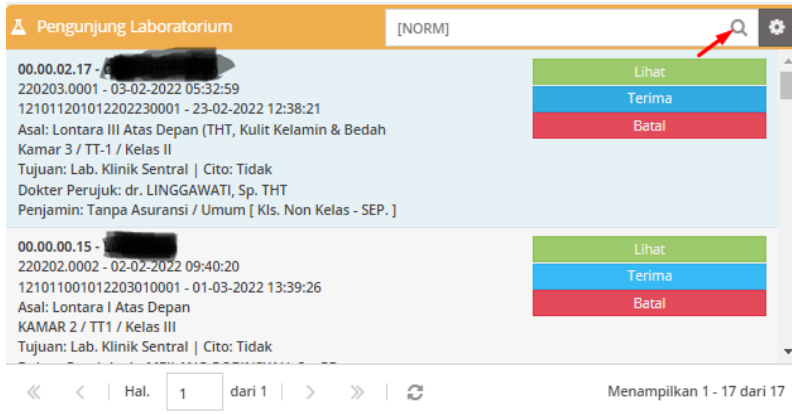 Pengunjung Laboratorium
[NORM]
00.00.02.17 -
220203.0001 - 03-02-2022 05:32:59
121011201012202230001 - 23-02-2022 12:38:21
Asal: Lontara III Atas Depan (THT, Kulit Kelamin & Bedah
Kamar 3 / TT-1 / Kelas II
Tujuan: Lab. Klinik Sentral | Cito: Tidak
Dokter Perujuk: dr. LINGGAWATI, Sp. THT
Penjamin: Tanpa Asuransi / Umum [ Kls. Non Kelas - SEP. ]
Lihat
Terima
Batal
00.00.00.15 -
220202.0002 - 02-02-2022 09:40:20
121011001012203010001 - 01-03-2022 13:39:26
Asal: Lontara I Atas Depan
KAMAR 2 / TT1 / Kelas III
Tujuan: Lab. Klinik Sentral | Cito: Tidak
Lihat
Terima
Batal
Hal. 1 dari 1
Menampilkan 1 - 17 dari 17